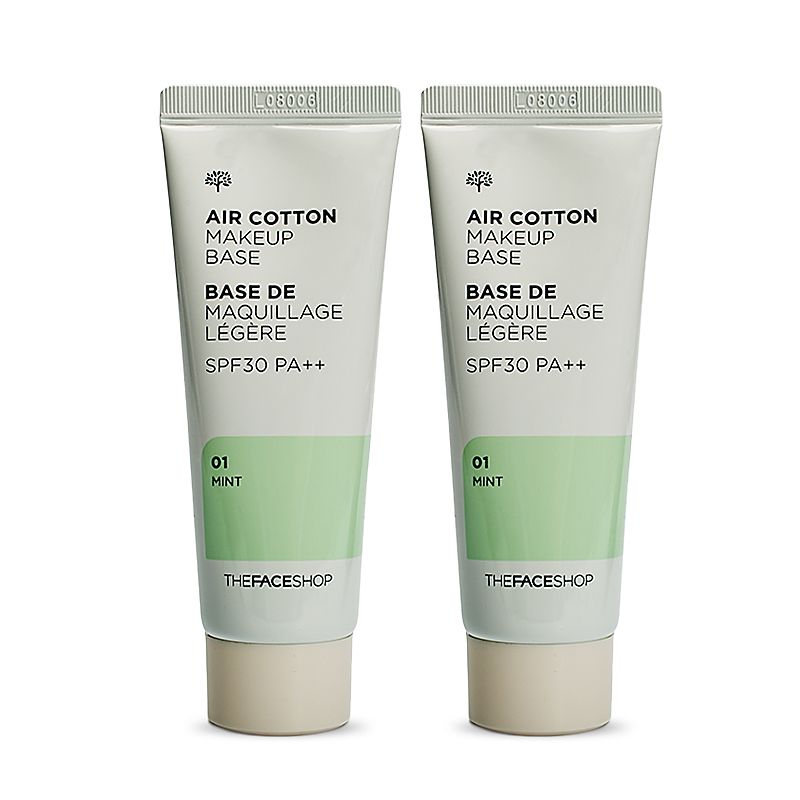 L08006
AIR COTTON
MAKEUP
BASE
BASE DE
MAQUILLAGE
LÉGÈRE
SPF30 PA++
01
MINT
THEFACESHOP
L08006
AIR COTTON
MAKEUP
BASE
BASE DE
MAQUILLAGE
LÉGÈRE
SPF30 PA++
01
MINT
THEFACESHOP